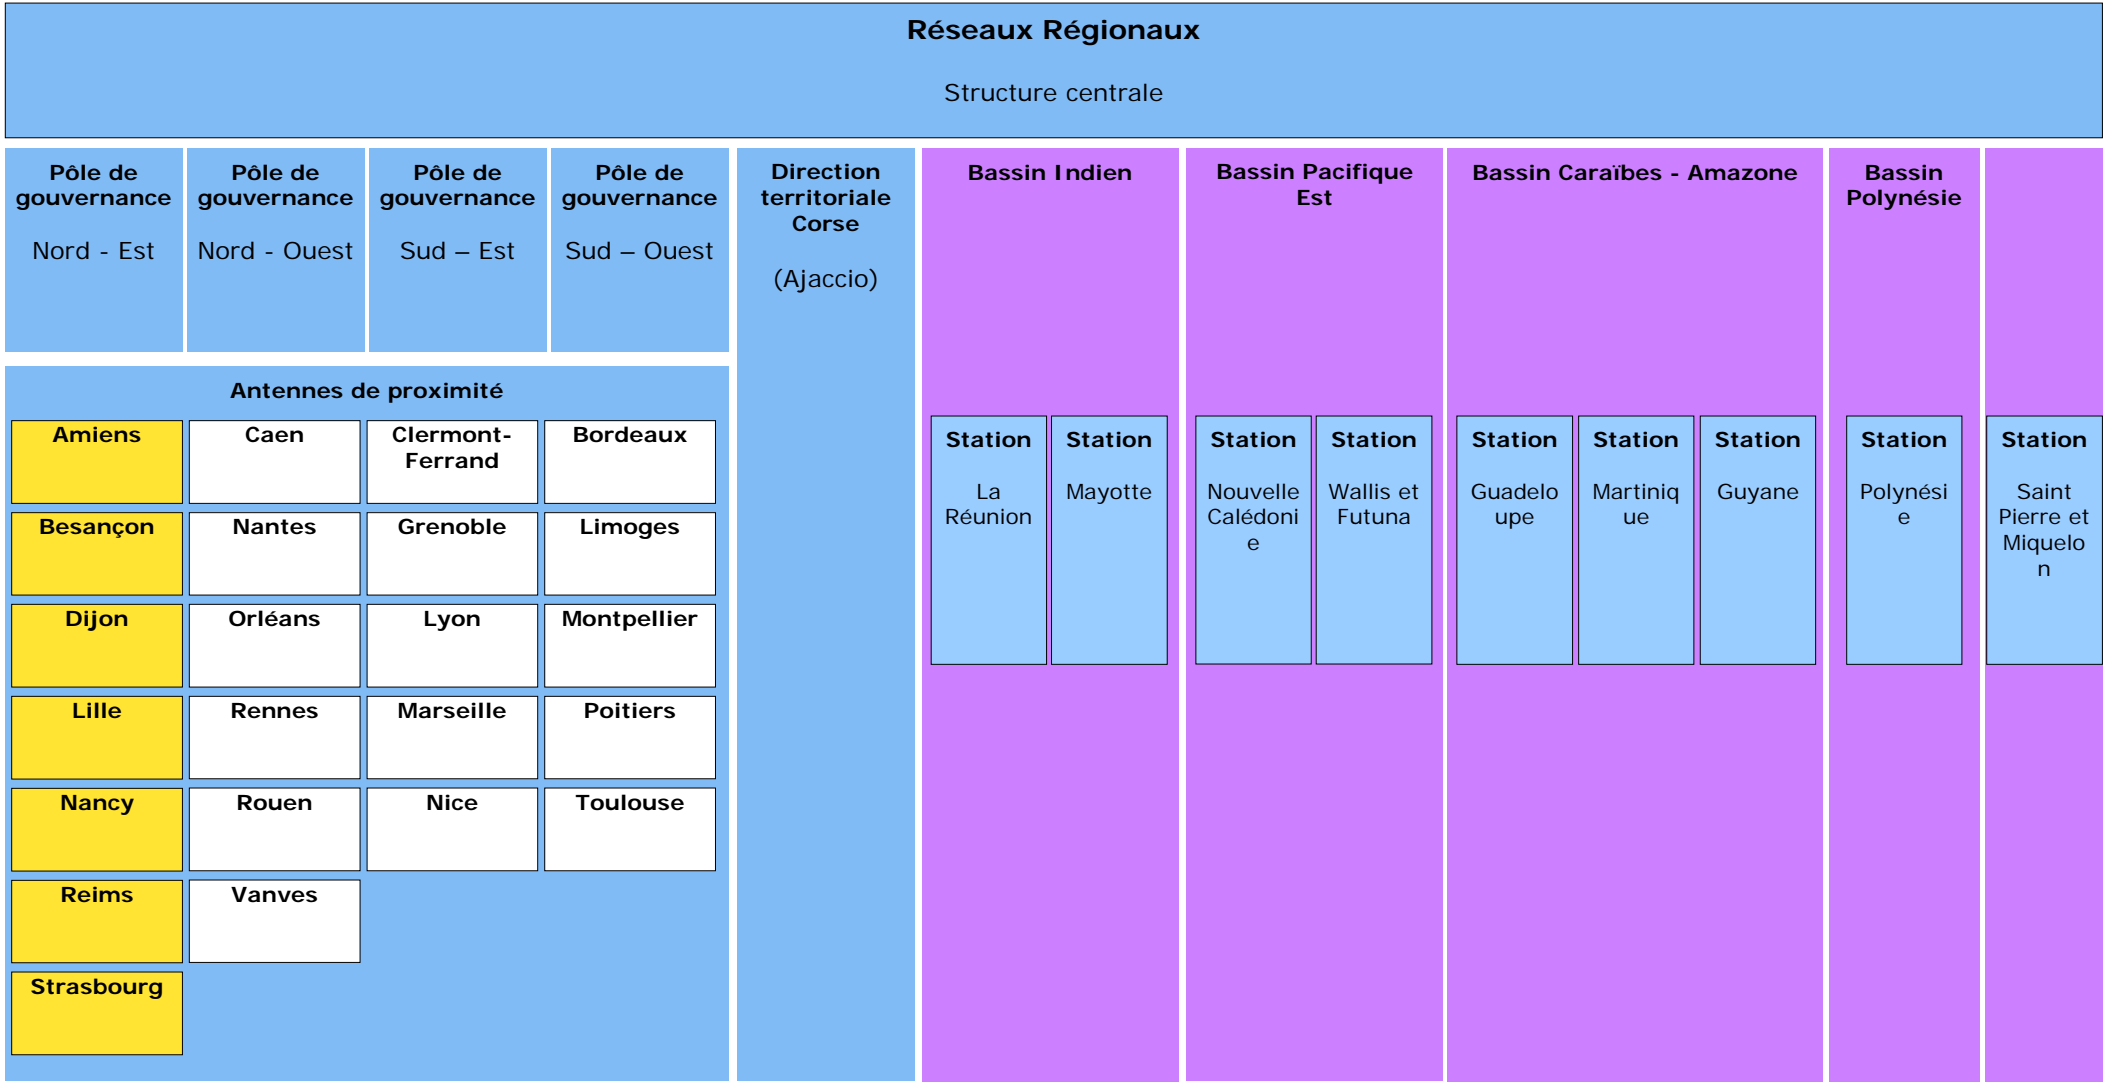 Réseaux Régionaux
Structure centrale
Pôle de
gouvernance
Nord - Est
Pôle de
gouvernance
Nord - Ouest
Pôle de
gouvernance
Sud – Est
Pôle de
gouvernance
Sud – Ouest
Direction
territoriale
Corse
(Ajaccio)
Bassin Indien
Bassin Pacifique
Est
Bassin Caraïbes - Amazone
Bassin
Polynésie
Antennes de proximité
Amiens
Caen
Clermont-
Ferrand
Bordeaux
Besançon
Nantes
Grenoble
Limoges
Dijon
Orléans
Lyon
Montpellier
Lille
Rennes
Marseille
Poitiers
Nancy
Rouen
Nice
Toulouse
Reims
Vanves
Strasbourg
Station
La
Réunion
Station
Mayotte
Station
Nouvelle
Calédoni
e
Station
Wallis et
Futuna
Station
Guadelo
upe
Station
Martiniq
ue
Station
Guyane
Station
Polynési
e
Station
Saint
Pierre et
Miquelo
n